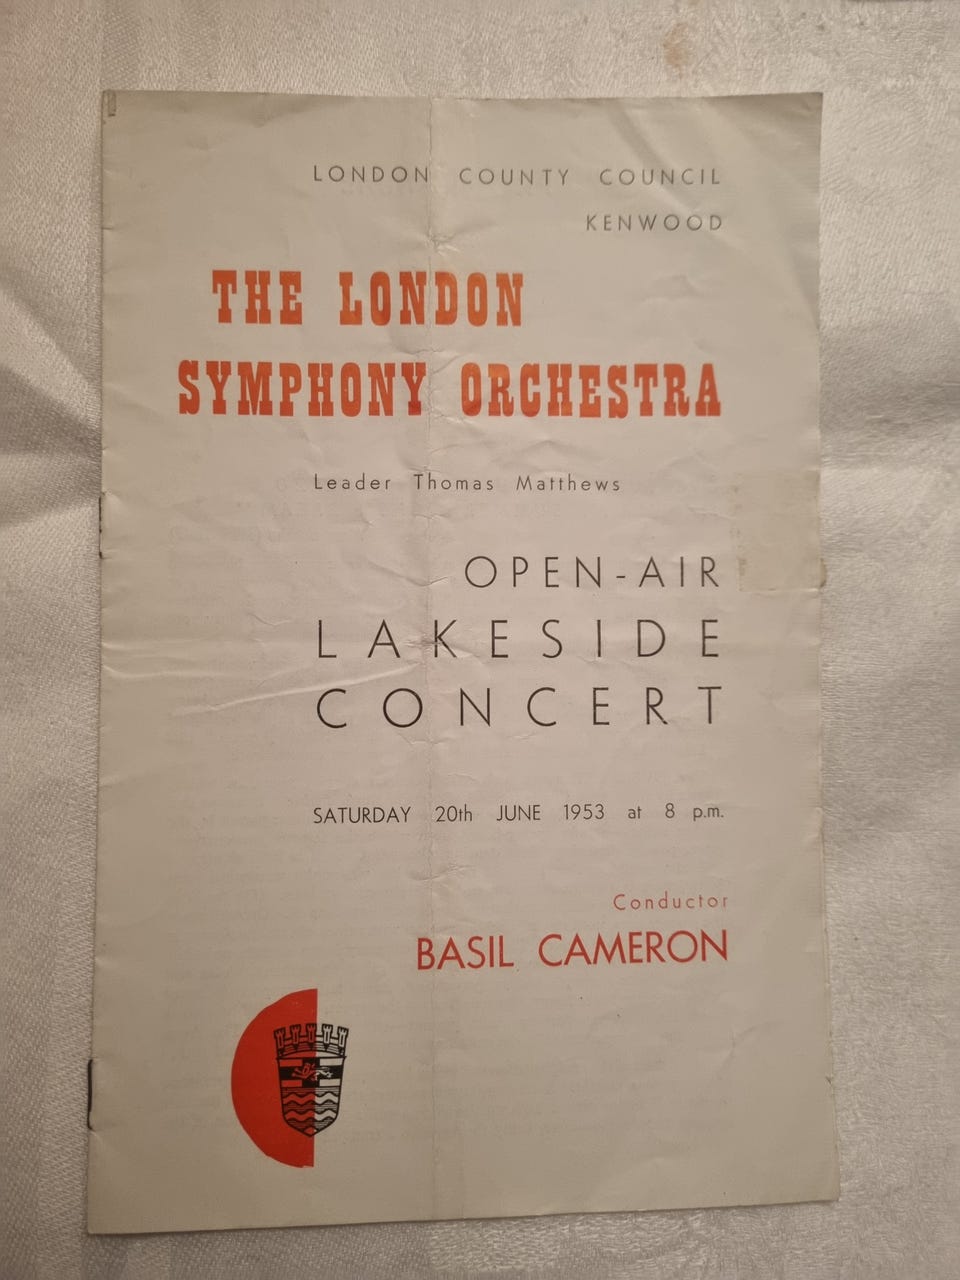 LONDON COUNTY COUNCIL
KENWOOD
THE LONDON
SYMPHONY ORCHESTRA
Leader Thomas Matthews
OPEN-AIR
LAKESIDE
CONCERT
SATURDAY 20th JUNE 1953 at 8 p.m.
Conductor
BASIL CAMERON